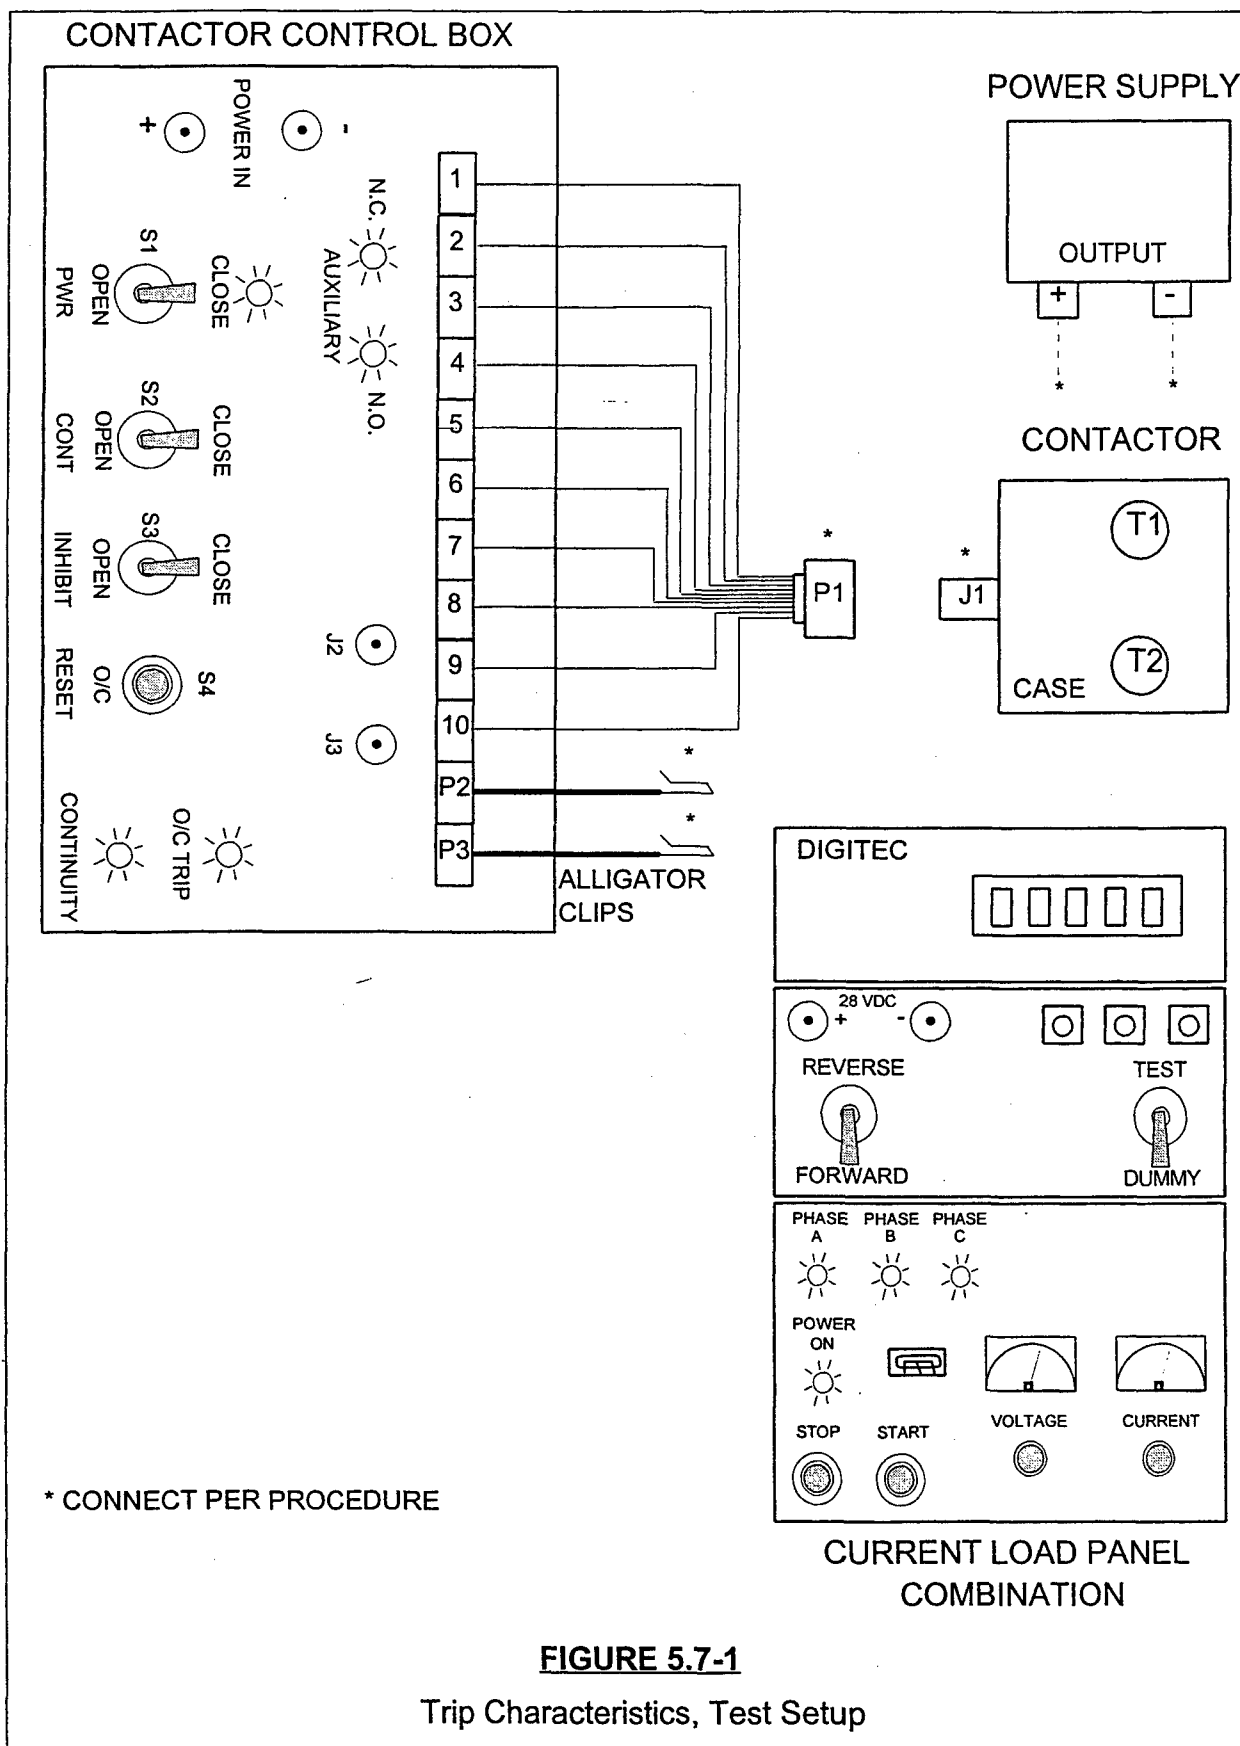 CONTACTOR CONTROL BOX
+ POWER IN -
S1
OPEN CLOSE
PWR
N.C.
AUXILIARY
N.O.
S2
OPEN CLOSE
CONT
S3
OPEN CLOSE
INHIBIT
S4
O/C
RESET
J2
J3
CONTINUITY
O/C TRIP
1
2
3
4
5
6
7
8
9
10
P2
P3
*
*
ALLIGATOR
CLIPS
*
P1
POWER SUPPLY
OUTPUT
+ -
* *
CONTACTOR
T1
*
J1
T2
CASE
DIGITEC
28 VDC
+ -
REVERSE TEST
FORWARD DUMMY
PHASE PHASE PHASE
A B C
POWER
ON
VOLTAGE CURRENT
STOP START
* CONNECT PER PROCEDURE
CURRENT LOAD PANEL
COMBINATION
FIGURE 5.7-1
Trip Characteristics, Test Setup